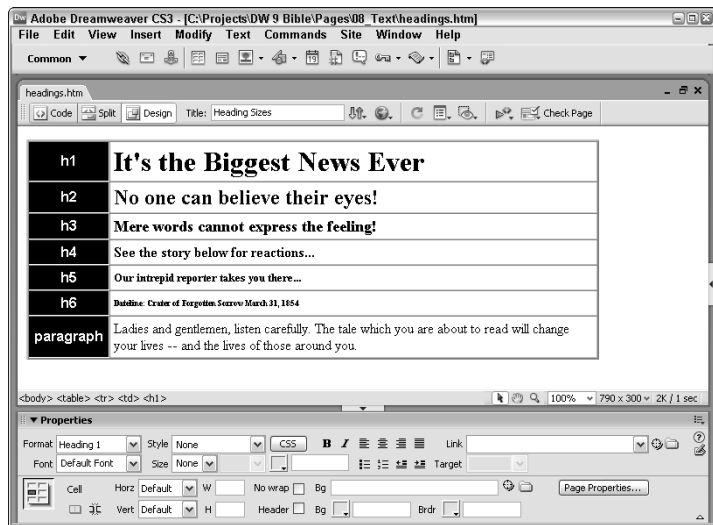 Dw Adobe Dreamweaver CS3 - [C:\Projects\DW 9 Bible\Pages\08_Text\headings.htm]
File Edit View Insert Modify Text Commands Site Window Help
Common
19
headings.htm
Code Split Design Title: Heading Sizes Check Page
h1 It's the Biggest News Ever
h2 No one can believe their eyes!
h3 Mere words cannot express the feeling!
h4 See the story below for reactions...
h5 Our intrepid reporter takes you there...
h6 Dateline: Crater of Forgotten Sorrow March 31, 1854
paragraph Ladies and gentlemen, listen carefully. The tale which you are about to read will change
your lives -- and the lives of those around you.
<body> <table> <tr> <td> <h1> 100% 790 x 300 2K / 1 sec
Properties
Format Heading 1 Style None CSS B I Link
Font Default Font Size None Target
Cell Horz Default W No wrap Bg Page Properties...
Vert Default H Header Bg Brdr